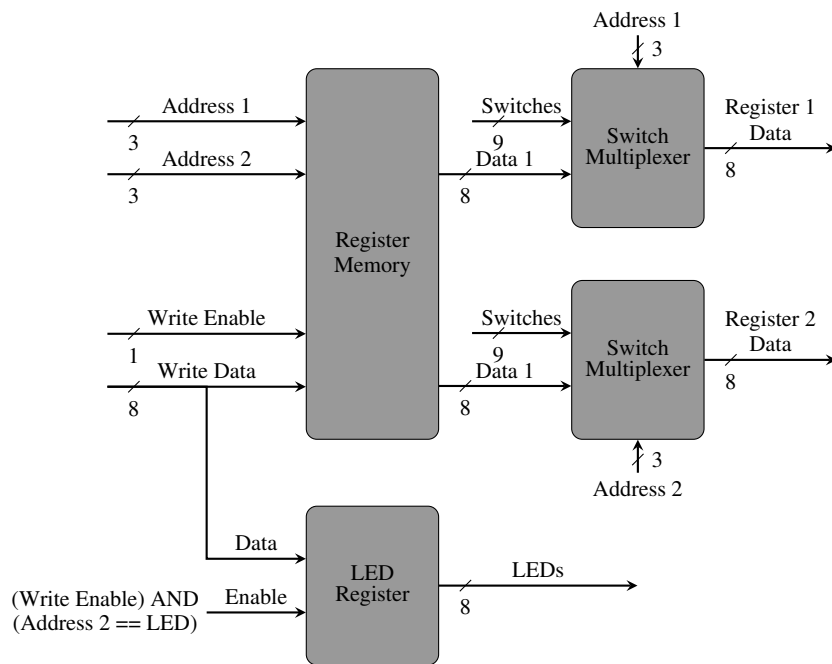 Address 1
3
Address 1
3
Address 2
3
Register
Memory
Switches
9
Data 1
8
Switch
Multiplexer
Register 1
Data
8
Write Enable
1
Write Data
8
Switches
9
Data 1
8
Switch
Multiplexer
Register 2
Data
8
3
Address 2
Data
(Write Enable) AND
(Address 2 == LED)
Enable
LED
Register
LEDs
8